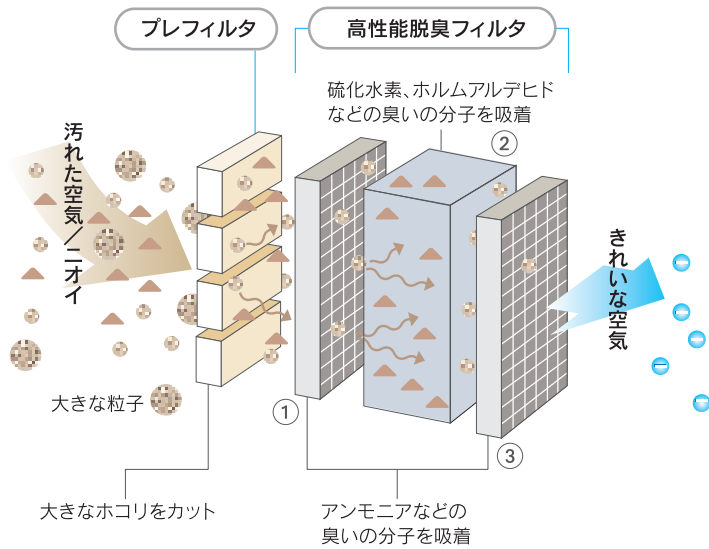 プレフィルタ
高性能脱臭フィルタ
硫化水素、ホルムアルデヒド
などの臭いの分子を吸着
②
汚れた空気／ニオイ
きれいな空気
大きな粒子
①
③
大きなホコリをカット
アンモニアなどの
臭いの分子を吸着